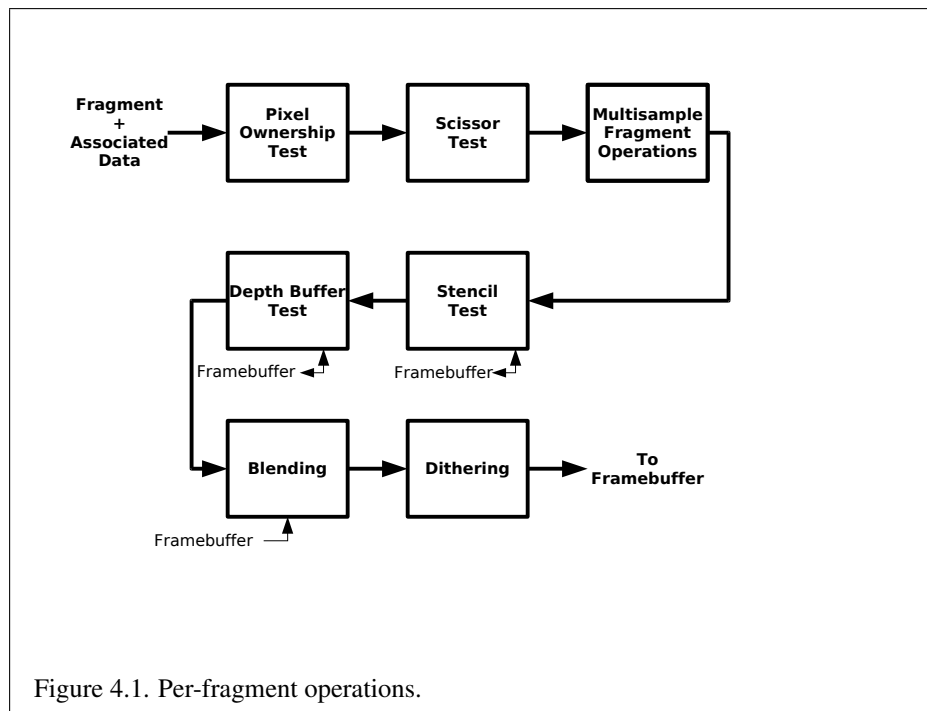 Fragment
+
Associated
Data
Pixel
Ownership
Test
Scissor
Test
Multisample
Fragment
Operations
Stencil
Test
Framebuffer
Depth Buffer
Test
Framebuffer
Blending
Framebuffer
Dithering
To
Framebuffer
Figure 4.1. Per-fragment operations.